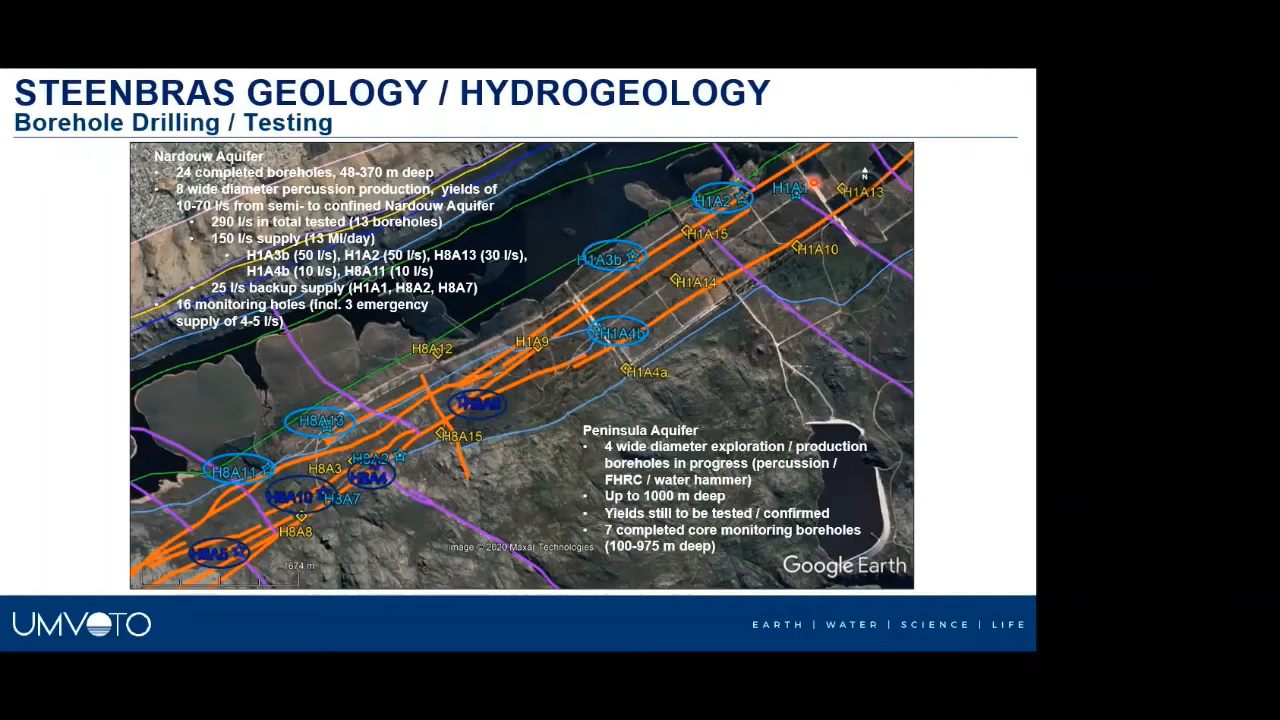 STEENBRAS GEOLOGY / HYDROGEOLOGY
Borehole Drilling / Testing
Nardouw Aquifer
• 24 completed boreholes, 48-370 m deep
• 8 wide diameter percussion production, yields of
10-70 l/s from semi- to confined Nardouw Aquifer
• 290 l/s in total tested (13 boreholes)
• 150 l/s supply (13 Ml/day)
• H1A3b (50 l/s), H1A2 (50 l/s), H8A13 (30 l/s),
H1A4b (10 l/s), H8A11 (10 l/s)
• 25 l/s backup supply (H1A1, H8A2, H8A7)
• 16 monitoring holes (incl. 3 emergency
supply of 4-5 l/s)
N
H1A1
H1A13
H1A2
H1A15
H1A10
H1A3b
H1A14
H1A4b
H1A9
H8A12
H1A4a
H8A13
H8A15
H8A2
H8A3
H8A11
H8A4
H8A10
H8A7
H8A8
H8A5
Peninsula Aquifer
• 4 wide diameter exploration / production
boreholes in progress (percussion /
FHRC / water hammer)
• Up to 1000 m deep
• Yields still to be tested / confirmed
• 7 completed core monitoring boreholes
(100-975 m deep)
Image © 2020 Maxar Technologies
1674 m
Google Earth
UMVOTO
EARTH | WATER | SCIENCE | LIFE